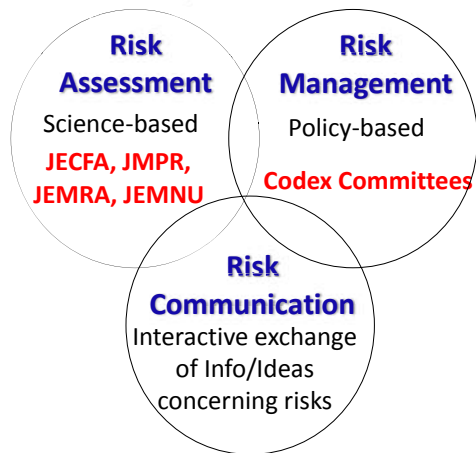 Risk
Assessment
Science-based
JECFA, JMPR,
JEMRA, JEMNU
Risk
Management
Policy-based
Codex Committees
Risk
Communication
Interactive exchange
of Info/Ideas
concerning risks